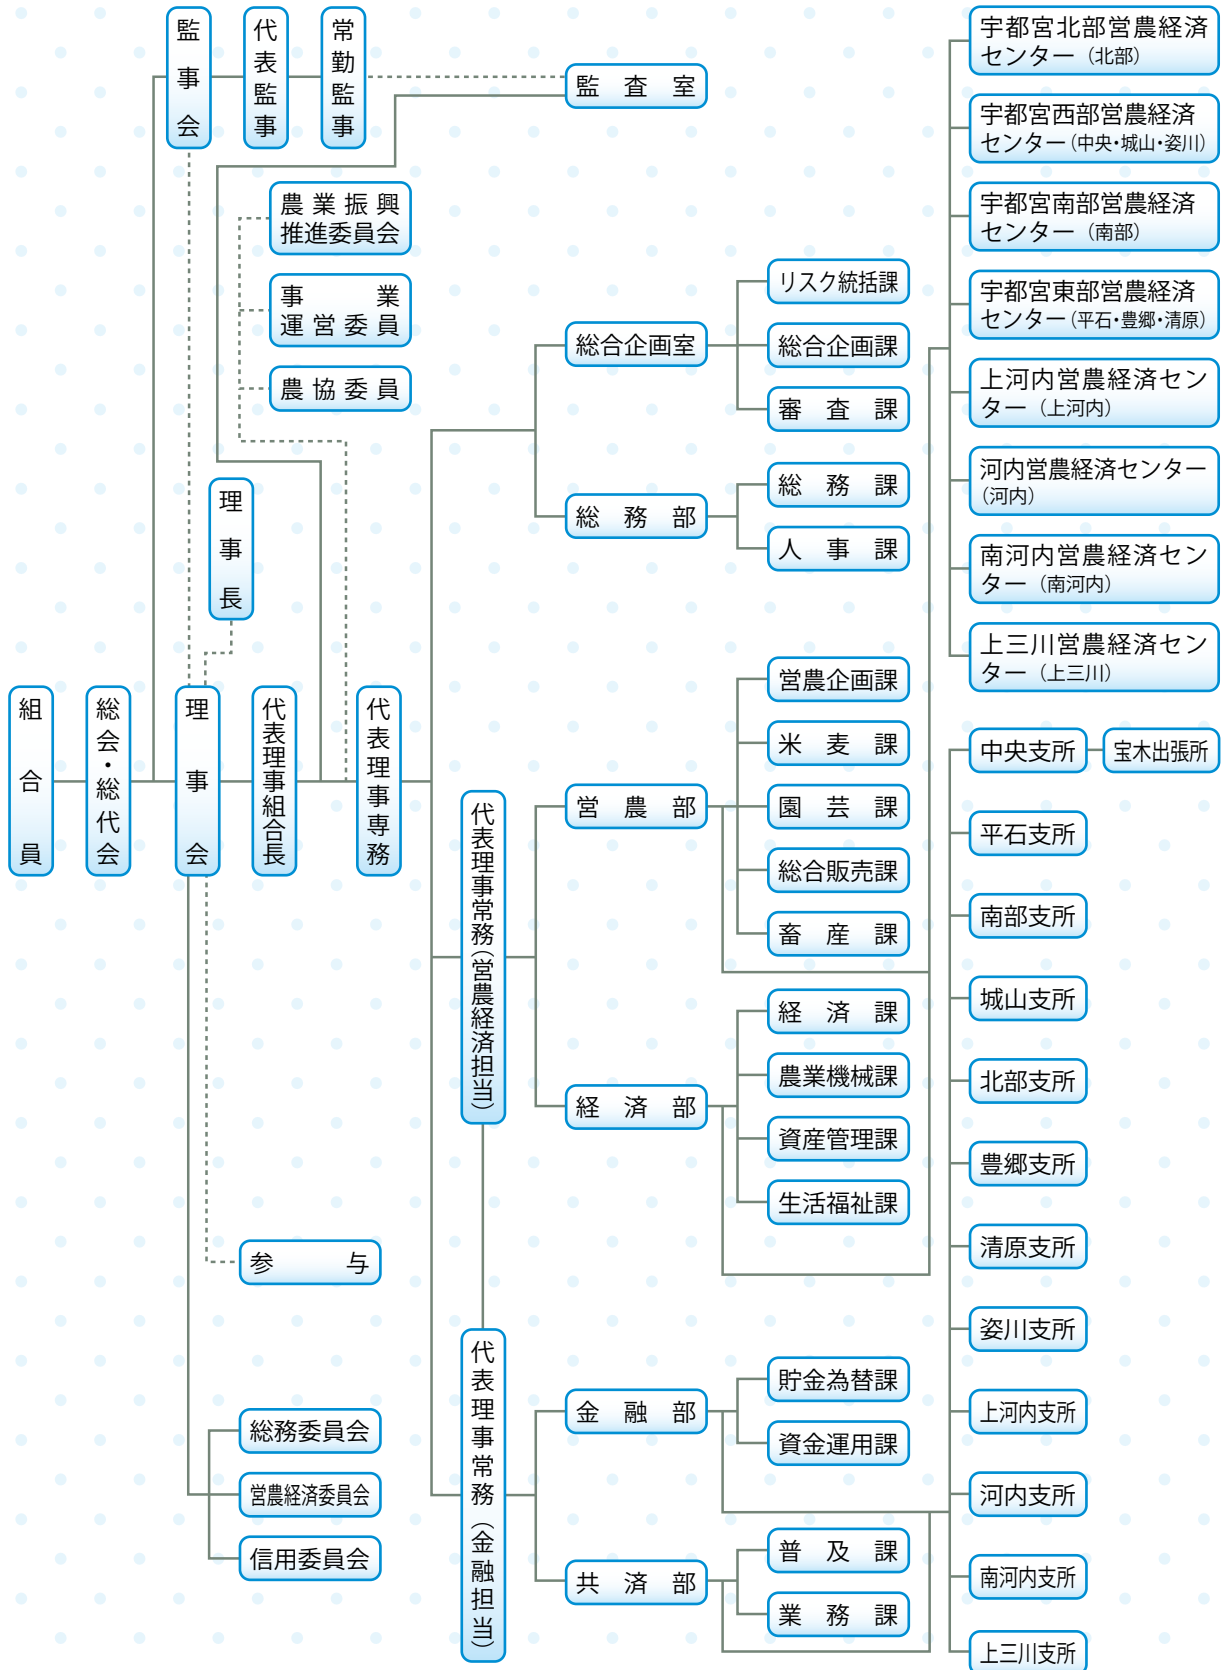 組合員
総会・総代会
監事会
代表監事
常勤監事
監査室
農業振興
推進委員会
事業
運営委員
農協委員
理事長
理事会
代表理事組合長
代表理事専務
参与
総務委員会
営農経済委員会
信用委員会
代表理事常務(営農経済担当)
代表理事常務(金融担当)
総合企画室
リスク統括課
総合企画課
審査課
総務部
総務課
人事課
営農部
営農企画課
米麦課
園芸課
総合販売課
畜産課
経済部
経済課
農業機械課
資産管理課
生活福祉課
金融部
貯金為替課
資金運用課
共済部
普及課
業務課
宇都宮北部営農経済
センター(北部)
宇都宮西部営農経済
センター(中央・城山・姿川)
宇都宮南部営農経済
センター(南部)
宇都宮東部営農経済
センター(平石・豊郷・清原)
上河内営農経済セン
ター(上河内)
河内営農経済センター
(河内)
南河内営農経済セン
ター(南河内)
上三川営農経済セン
ター(上三川)
中央支所
宝木出張所
平石支所
南部支所
城山支所
北部支所
豊郷支所
清原支所
姿川支所
上河内支所
河内支所
南河内支所
上三川支所